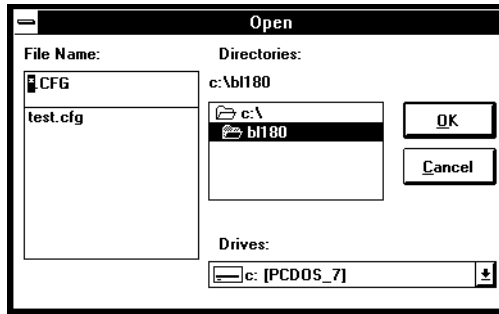 Open
File Name:
*.CFG
test.cfg
Directories:
c:\bl180
c:\
bl180
OK
Cancel
Drives:
c: [PCDOS_7]